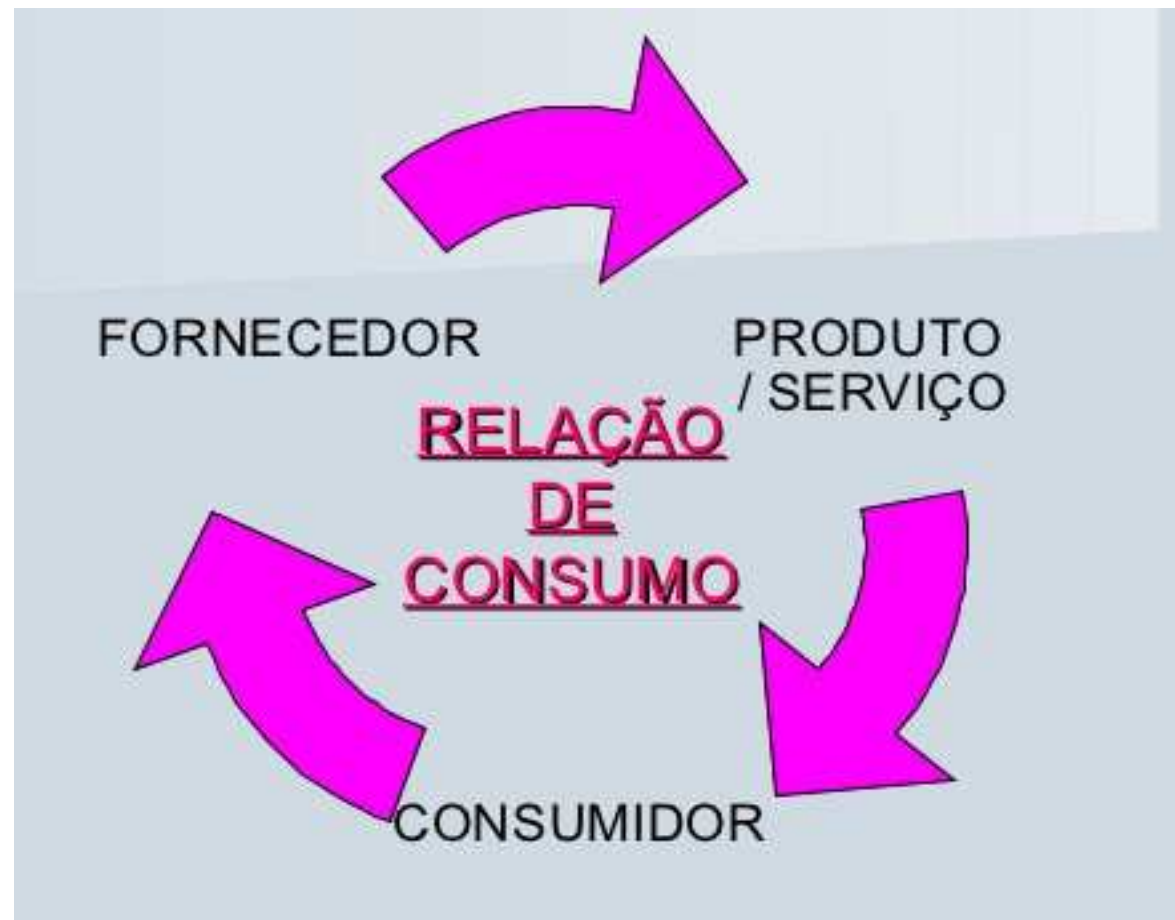 FORNECEDOR
PRODUTO
/ SERVIÇO
RELAÇÃO
DE
CONSUMO
CONSUMIDOR